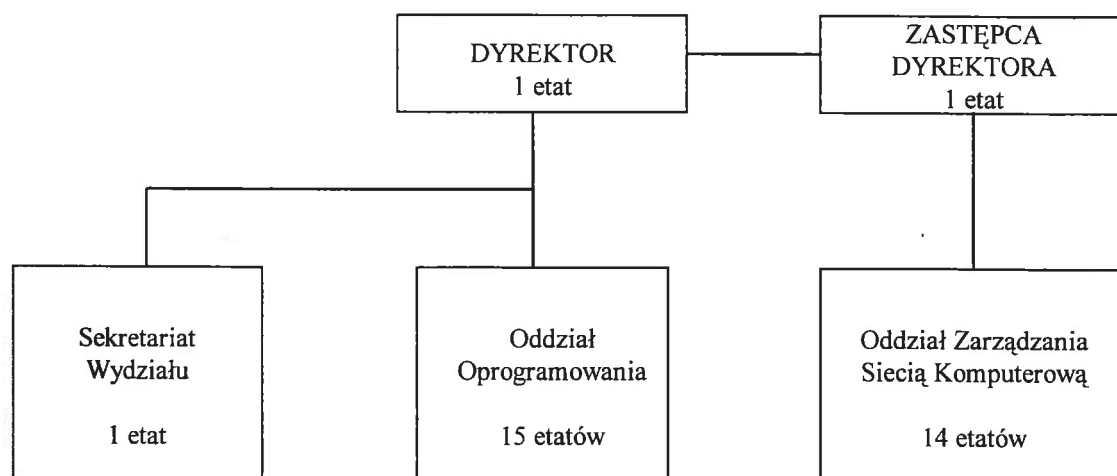 DYREKTOR
1 etat
ZASTĘPCA
DYREKTORA
1 etat
Sekretariat
Wydziału
1 etat
Oddział
Oprogramowania
15 etatów
Oddział Zarządzania
Siecią Komputerową
14 etatów